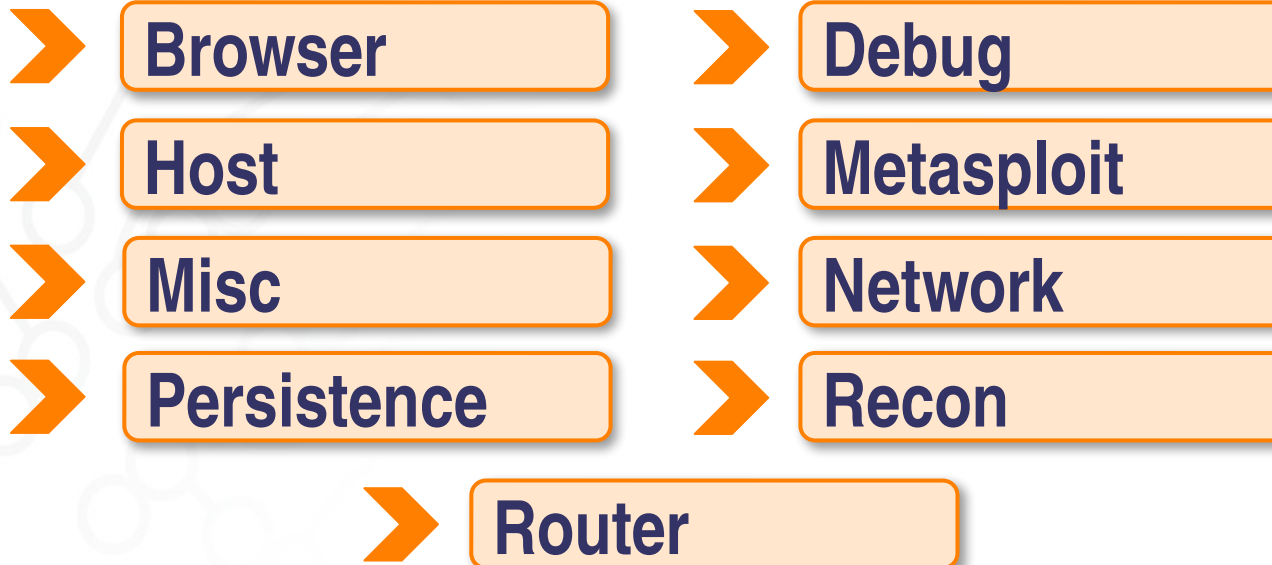 Browser
Debug
Host
Metasploit
Misc
Network
Persistence
Recon
Router